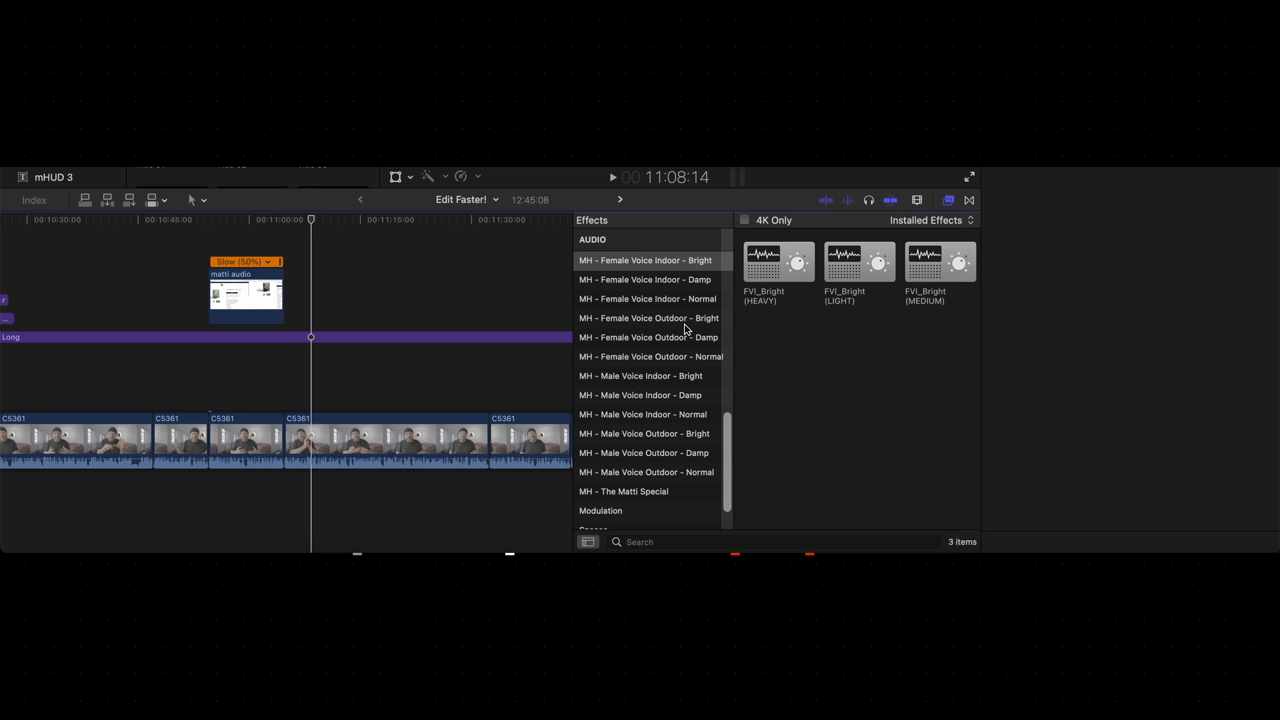 mHUD 3
00:11:08:14
Index
Edit Faster!
12:45:08
00:10:30:00
00:10:45:00
00:11:00:00
00:11:15:00
00:11:30:00
Effects
4K Only
Installed Effects
AUDIO
MH - Female Voice Indoor - Bright
MH - Female Voice Indoor - Damp
MH - Female Voice Indoor - Normal
MH - Female Voice Outdoor - Bright
MH - Female Voice Outdoor - Damp
MH - Female Voice Outdoor - Normal
MH - Male Voice Indoor - Bright
MH - Male Voice Indoor - Damp
MH - Male Voice Indoor - Normal
MH - Male Voice Outdoor - Bright
MH - Male Voice Outdoor - Damp
MH - Male Voice Outdoor - Normal
MH - The Matti Special
Modulation
FVI_Bright
(HEAVY)
FVI_Bright
(LIGHT)
FVI_Bright
(MEDIUM)
Slow (50%)
matti audio
r
...
Long
C5361
C5361
C5361
C5361
C5361
Search
3 items